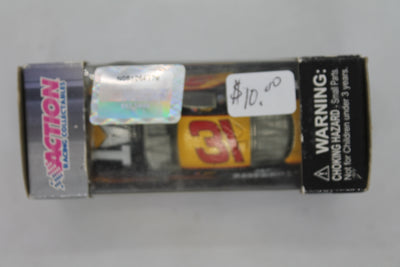 ACTION
RACING COLLECTABLES
$10.00
3
WARNING:
CHOKING HAZARD - Small Parts.
Not for Children under 3 years.